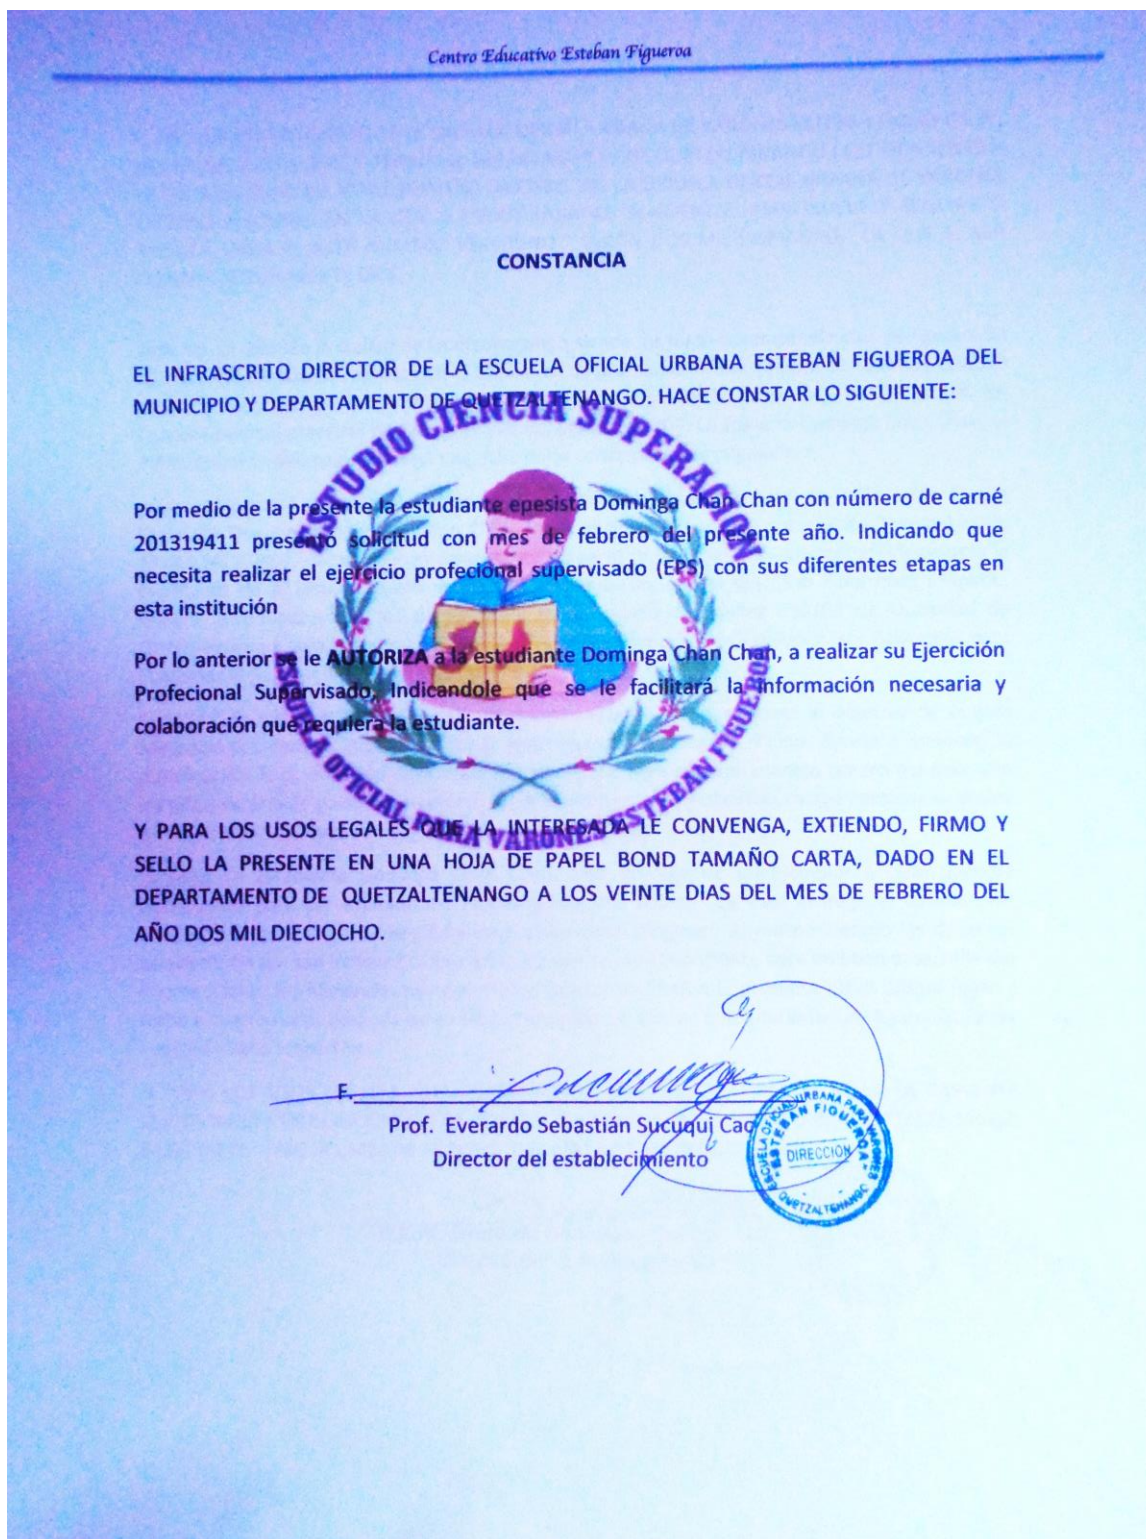 Centro Educativo Esteban Figueroa
CONSTANCIA
EL INFRASCRITO DIRECTOR DE LA ESCUELA OFICIAL URBANA ESTEBAN FIGUEROA DEL
MUNICIPIO Y DEPARTAMENTO DE QUETZALTENANGO. HACE CONSTAR LO SIGUIENTE:
ESTUDIO CIENCIA SUPERACION
Por medio de la presente la estudiante epesista Dominga Chan Chan con número de carné
201319411 presentó solicitud con mes de febrero del presente año. Indicando que
necesita realizar el ejercicio profecional supervisado (EPS) con sus diferentes etapas en
esta institución
Por lo anterior se le AUTORIZA a la estudiante Dominga Chan Chan, a realizar su Ejercición
Profecional Supervisado, Indicandole que se le facilitará la información necesaria y
colaboración que requiera la estudiante.
ESCUELA OFICIAL PARA VARONES ESTEBAN FIGUEROA
Y PARA LOS USOS LEGALES QUE LA INTERESADA LE CONVENGA, EXTIENDO, FIRMO Y
SELLO LA PRESENTE EN UNA HOJA DE PAPEL BOND TAMAÑO CARTA, DADO EN EL
DEPARTAMENTO DE QUETZALTENANGO A LOS VEINTE DIAS DEL MES DE FEBRERO DEL
AÑO DOS MIL DIECIOCHO.
F.
Prof. Everardo Sebastián Sucuqui Cac
Director del establecimiento
ESCUELA OFICIAL URBANA PARA VARONES
"ESTEBAN FIGUEROA"
DIRECCION
QUETZALTENANGO